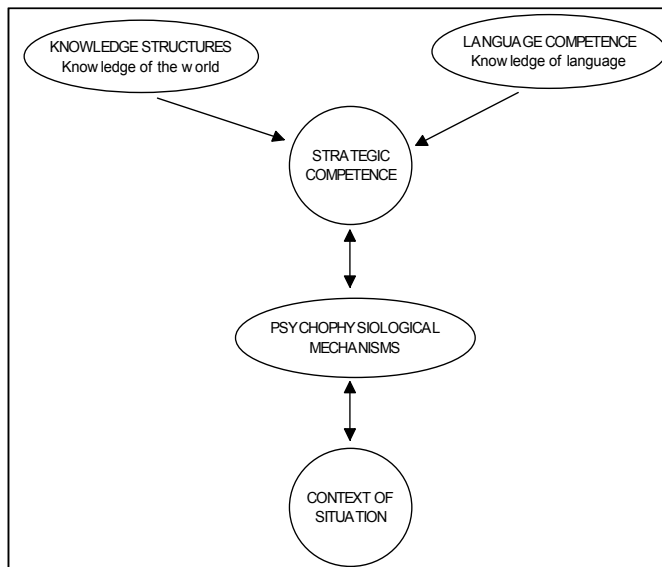 KNOWLEDGE STRUCTURES
Knowledge of the world
LANGUAGE COMPETENCE
Knowledge of language
STRATEGIC
COMPETENCE
PSYCHOPHYSIOLOGICAL
MECHANISMS
CONTEXT OF
SITUATION